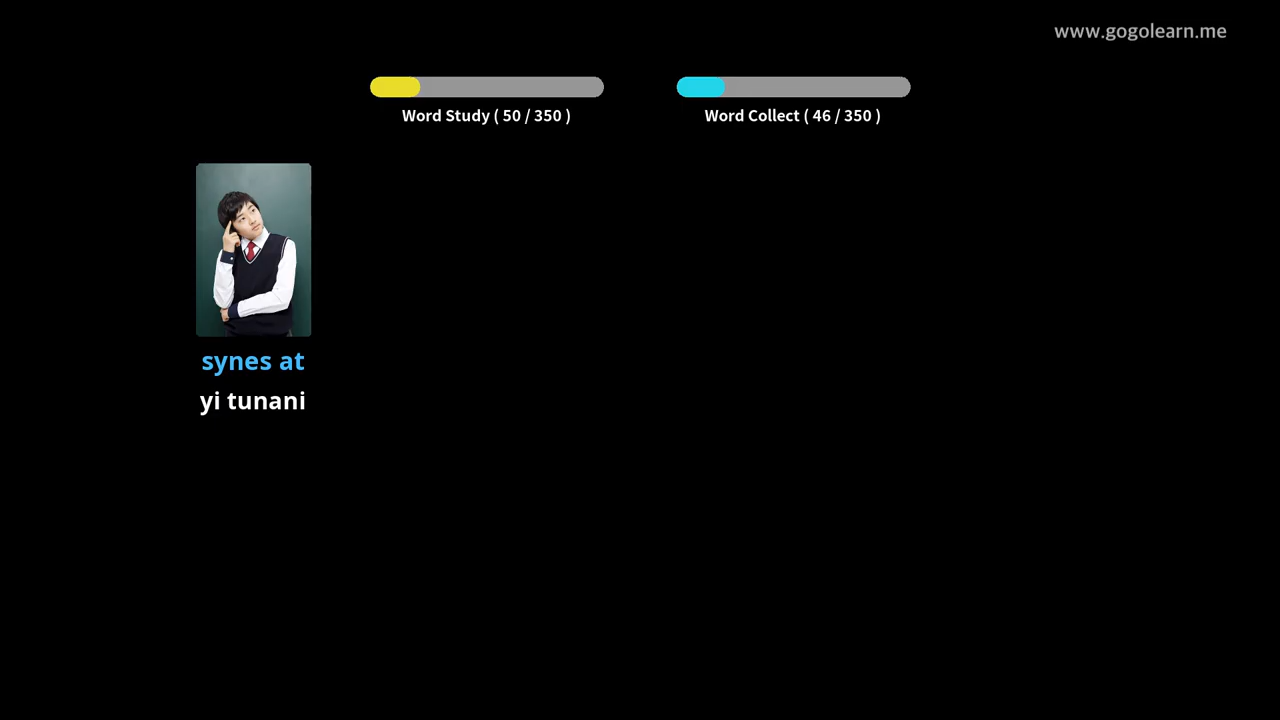 www.gogolearn.me
Word Study ( 50 / 350 )
Word Collect ( 46 / 350 )
synes at
yi tunani